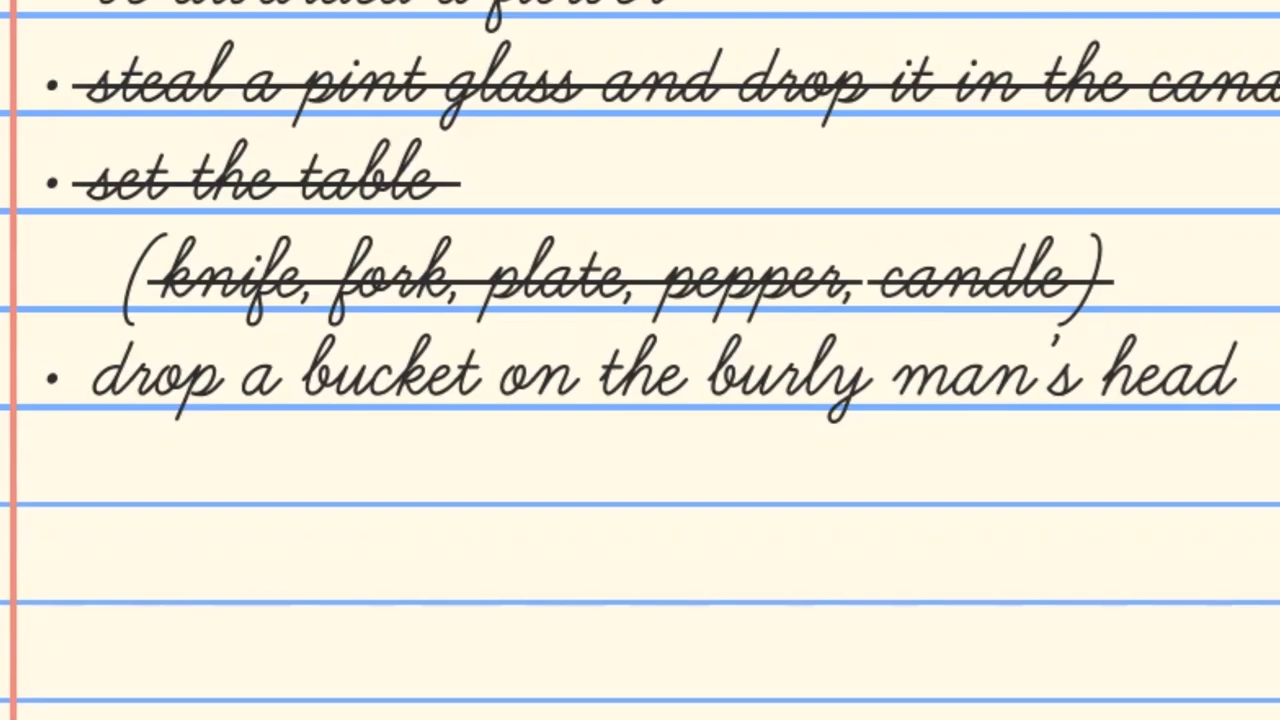 • steal a pint glass and drop it in the
• set the table
(knife, fork, plate, pepper, candle)
• drop a bucket on the burly man's head